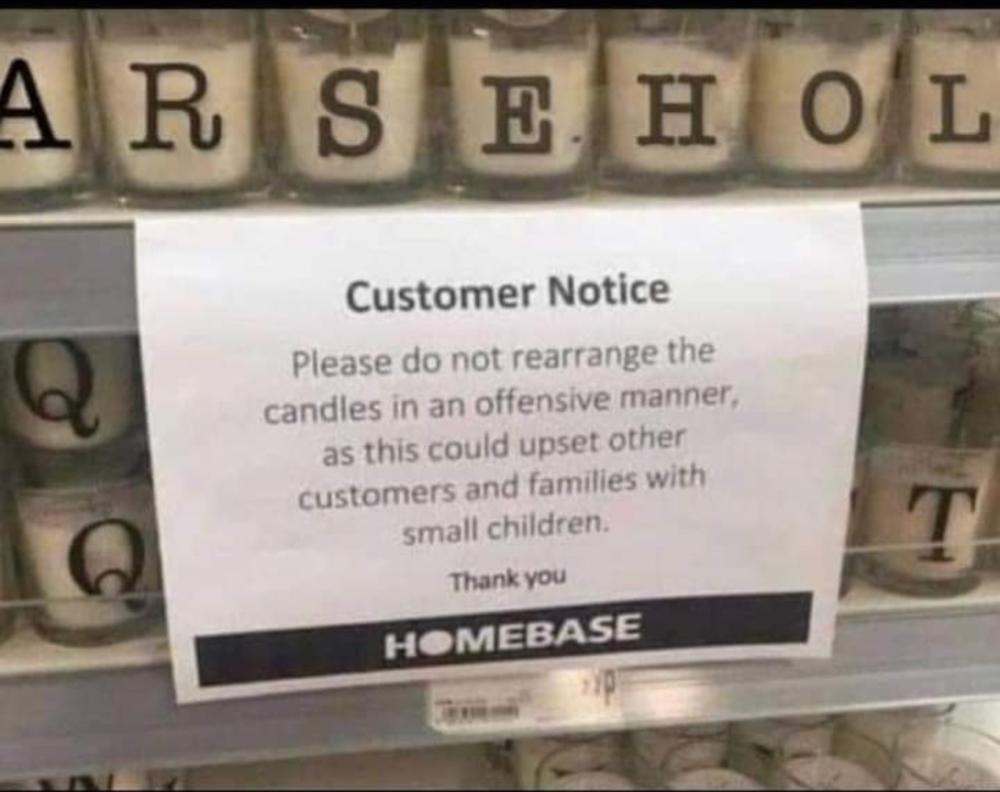 A R S E H O L
Customer Notice
Please do not rearrange the
candles in an offensive manner,
as this could upset other
customers and families with
small children.
Thank you
HOMEBASE
Q
Q
T